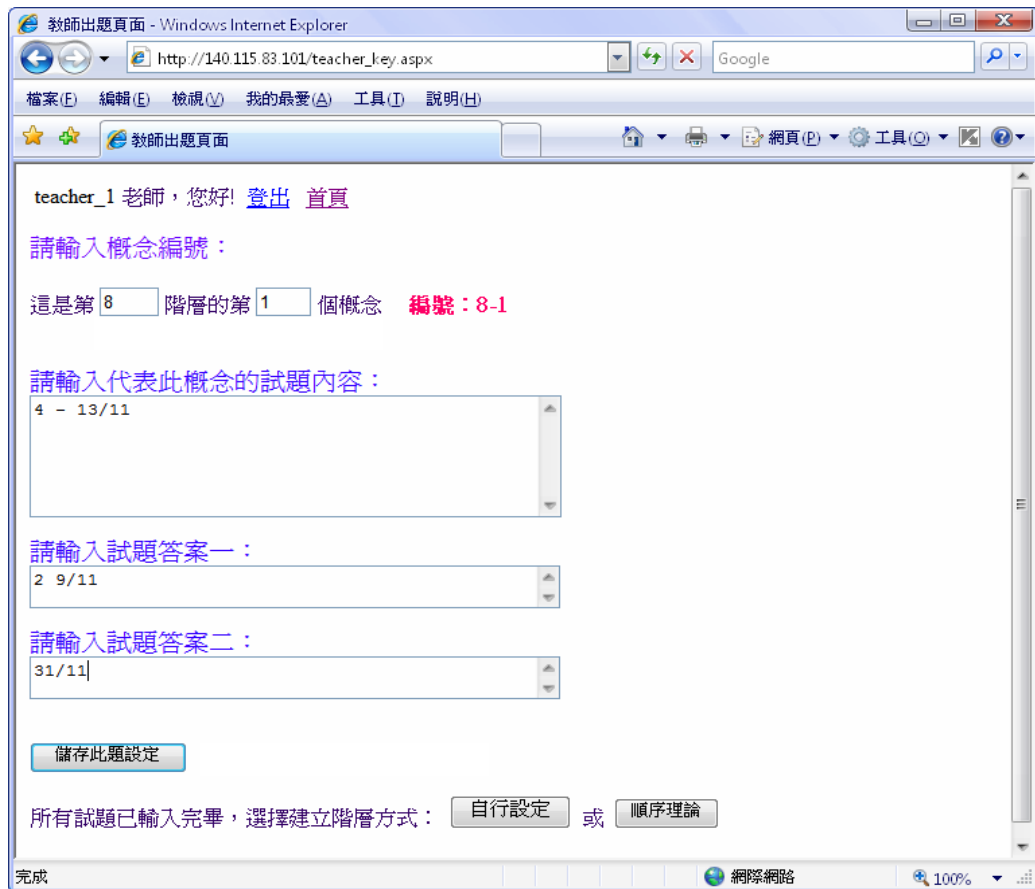 教師出題頁面 - Windows Internet Explorer
http://140.115.83.101/teacher_key.aspx
Google
檔案(F) 編輯(E) 檢視(V) 我的最愛(A) 工具(T) 說明(H)
教師出題頁面
網頁(P) 工具(O)
teacher_1 老師，您好! 登出 首頁
請輸入概念編號：
這是第 8 階層的第 1 個概念 編號：8-1
請輸入代表此概念的試題內容：
4 - 13/11
請輸入試題答案一：
2 9/11
請輸入試題答案二：
31/11
儲存此題設定
所有試題已輸入完畢，選擇建立階層方式： 自行設定 或 順序理論
完成 網際網路 100%